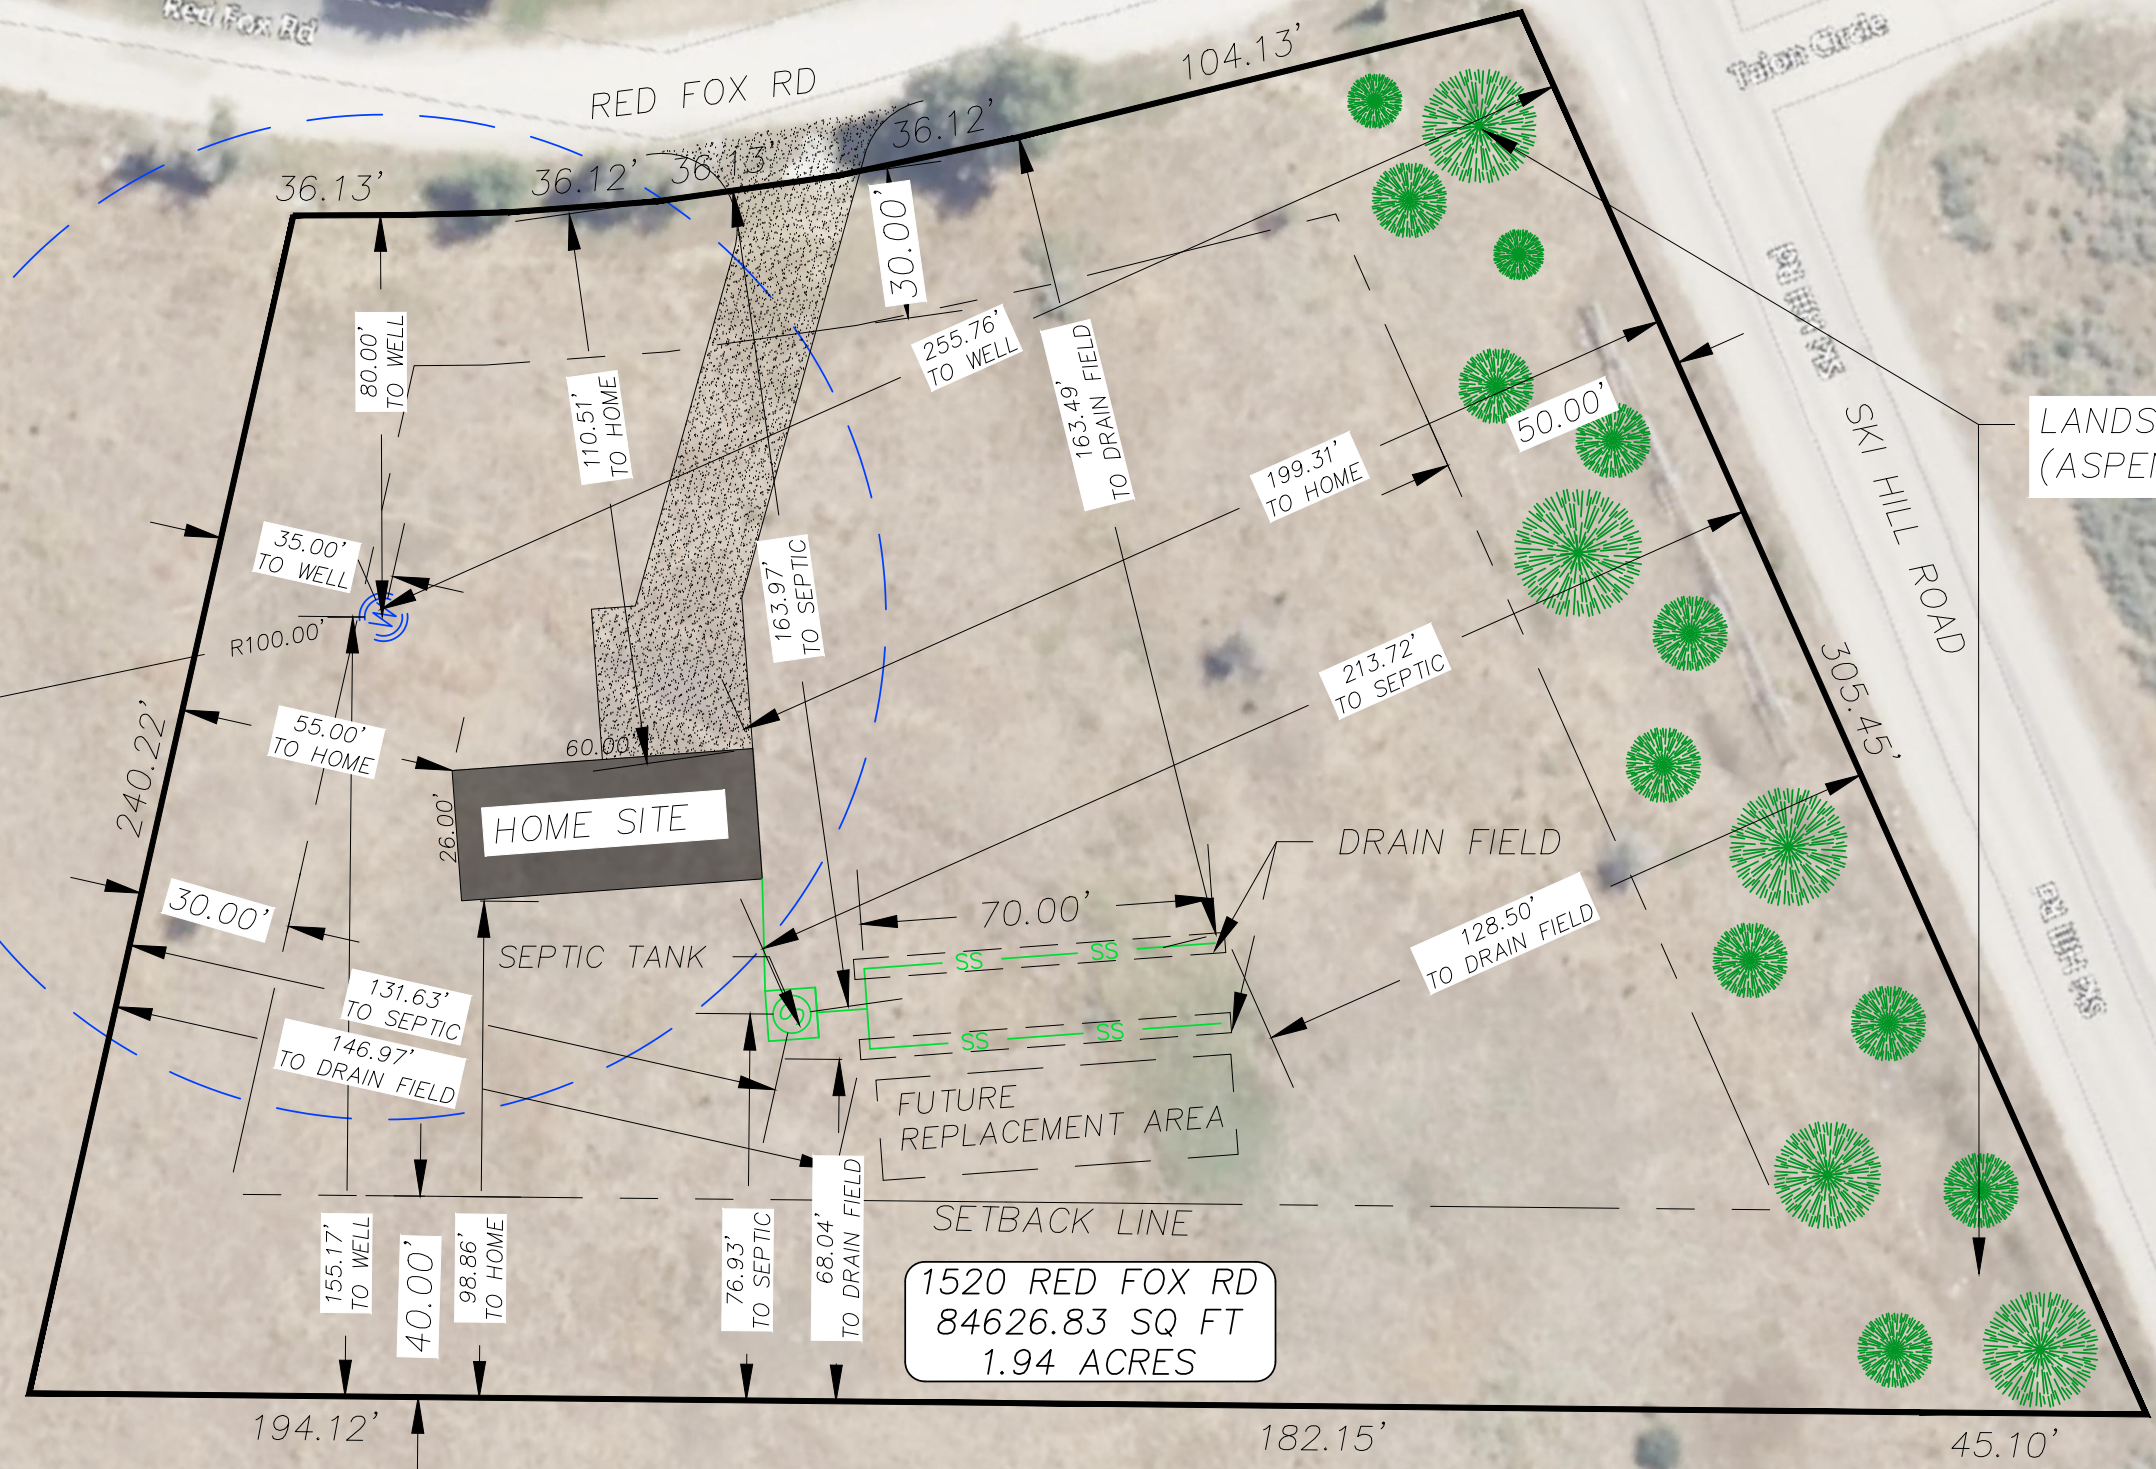 Red Fox Rd
RED FOX RD
104.13'
Talon Circle
36.13'
36.12'
36.13'
36.12'
30.00'
80.00'
TO WELL
110.51'
TO HOME
255.76'
TO WELL
163.49'
TO DRAIN FIELD
50.00'
LANDS
(ASPEN
199.31'
TO HOME
SKI HILL ROAD
35.00'
TO WELL
163.97'
TO SEPTIC
R100.00'
213.72'
TO SEPTIC
305.45'
55.00'
TO HOME
240.22'
60.00'
26.00'
HOME SITE
DRAIN FIELD
30.00'
70.00'
128.50'
TO DRAIN FIELD
SEPTIC TANK
SS
SS
S
131.63'
TO SEPTIC
146.97'
TO DRAIN FIELD
SS
SS
Ski Hill Rd
FUTURE
REPLACEMENT AREA
155.17'
TO WELL
40.00'
98.86'
TO HOME
76.93'
TO SEPTIC
68.04'
TO DRAIN FIELD
SETBACK LINE
1520 RED FOX RD
84626.83 SQ FT
1.94 ACRES
194.12'
182.15'
45.10'